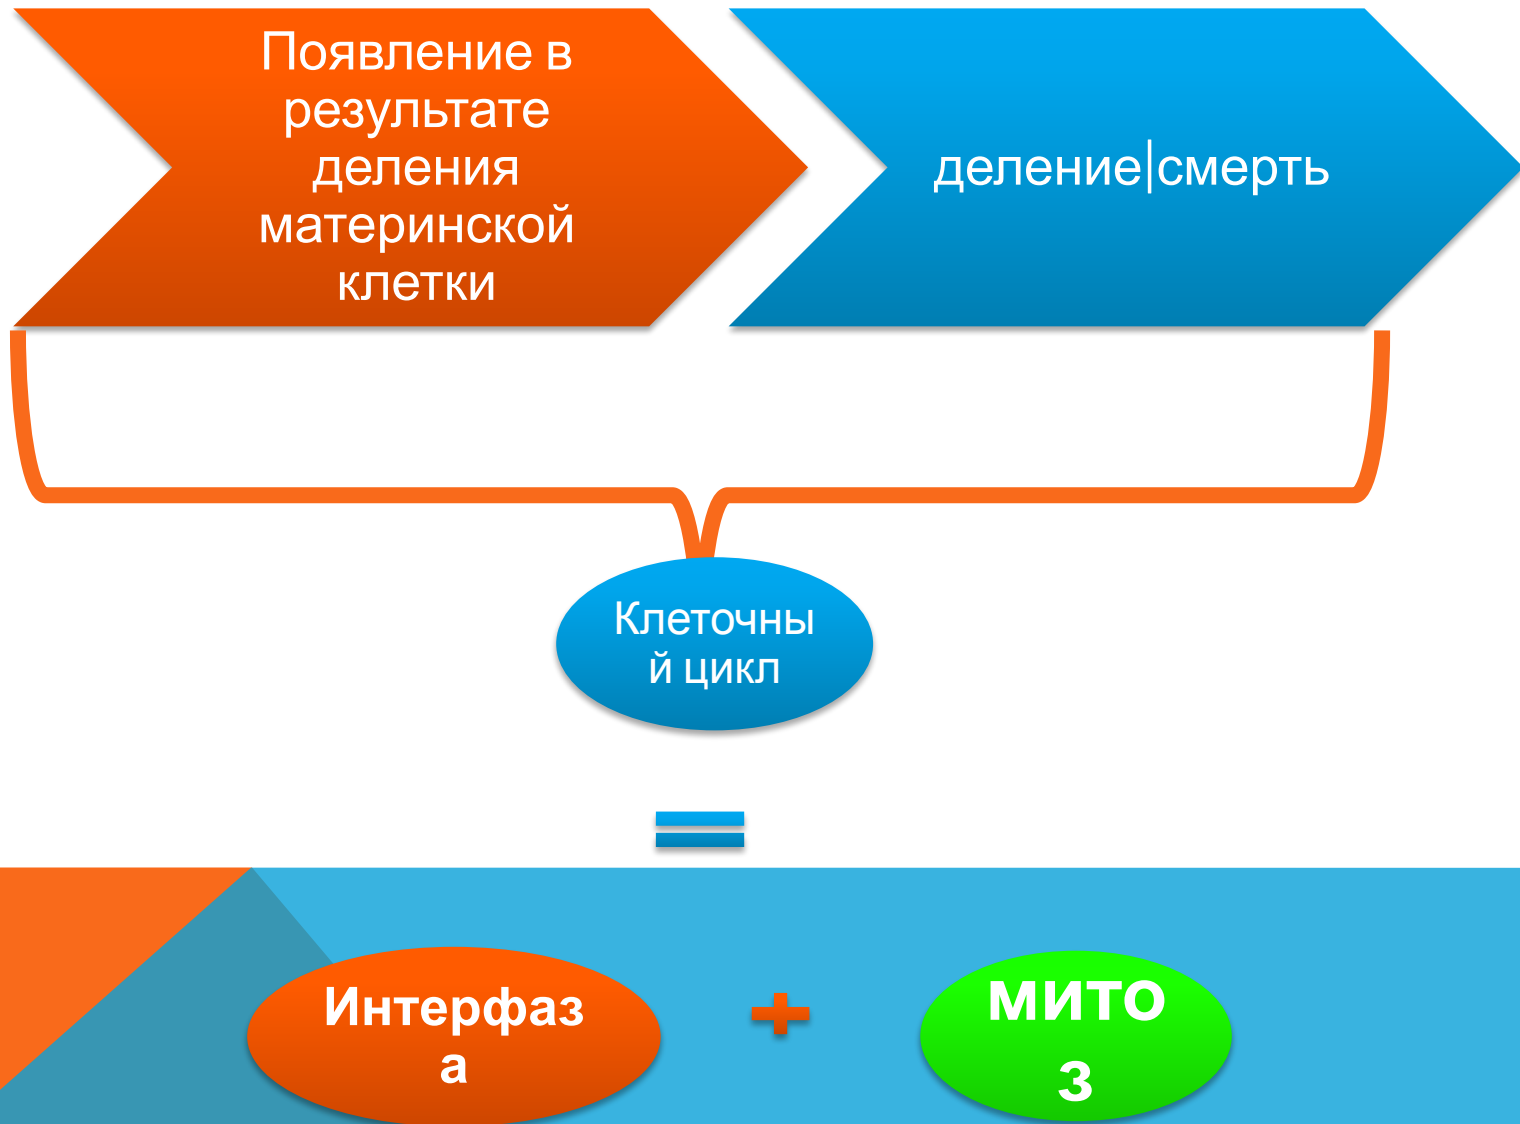 Появление в
результате
деления
материнской
клетки
деление|смерть
Клеточны
й цикл
=
Интерфаз
а
+
мито
з